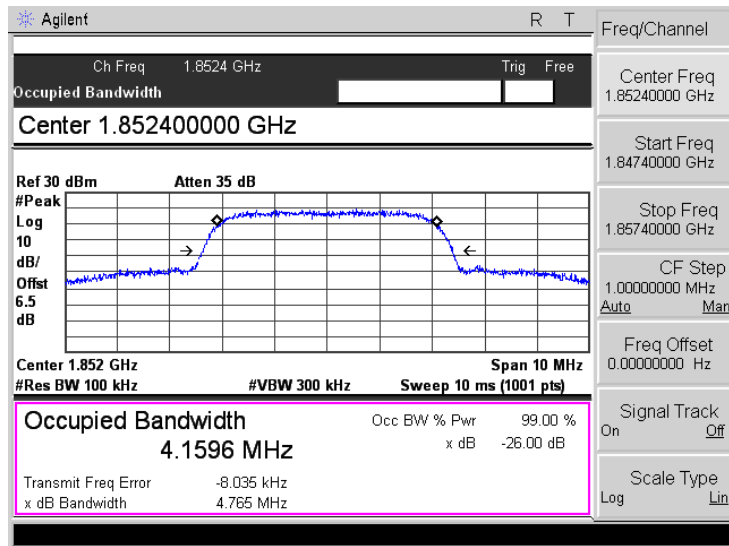 Agilent R T
Ch Freq 1.8524 GHz Trig Free
Occupied Bandwidth
Center 1.852400000 GHz
Ref 30 dBm Atten 35 dB
#Peak
Log
10
dB/
Offst
6.5
dB
Center 1.852 GHz Span 10 MHz
#Res BW 100 kHz #VBW 300 kHz Sweep 10 ms (1001 pts)
Occupied Bandwidth
4.1596 MHz
Occ BW % Pwr 99.00 %
x dB -26.00 dB
Transmit Freq Error -8.035 kHz
x dB Bandwidth 4.765 MHz
Freq/Channel
Center Freq
1.85240000 GHz
Start Freq
1.84740000 GHz
Stop Freq
1.85740000 GHz
CF Step
1.00000000 MHz
Auto Man
Freq Offset
0.00000000 Hz
Signal Track
On Off
Scale Type
Log Lin